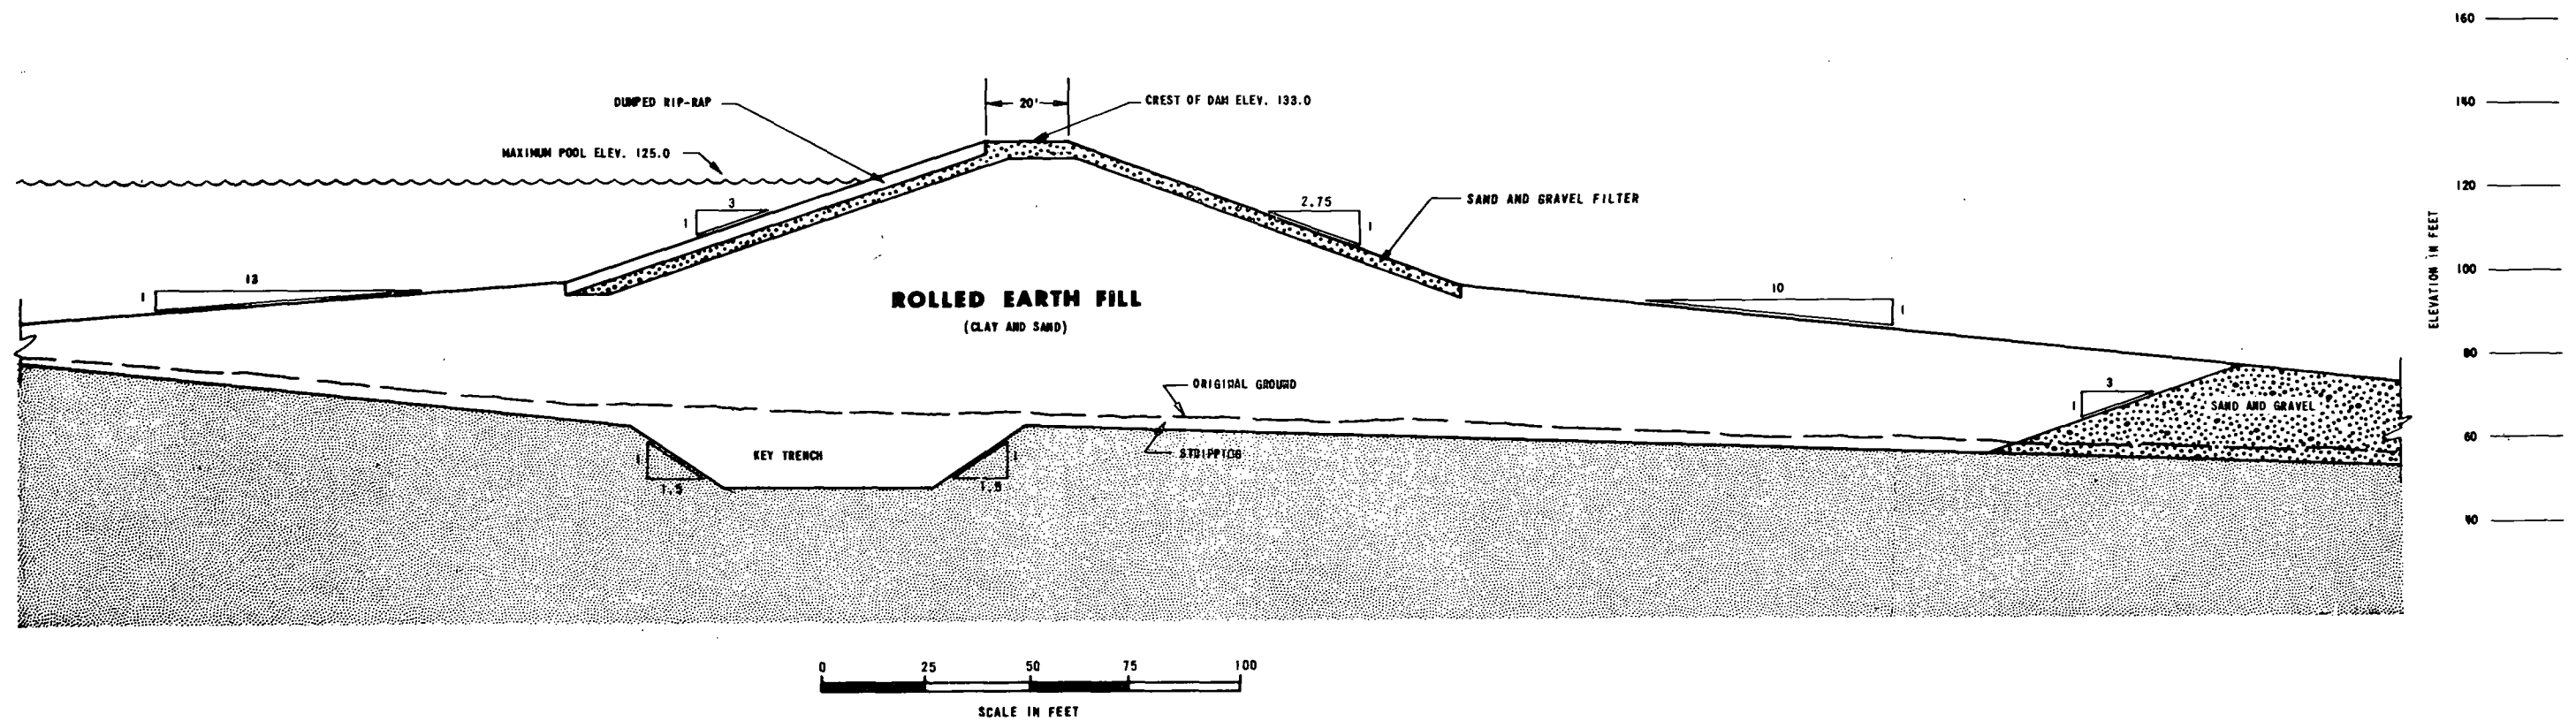 160
140
DUMPED RIP-RAP
20'
CREST OF DAM ELEV. 133.0
MAXIMUM POOL ELEV. 125.0
120
3
1
2.75
1
SAND AND GRAVEL FILTER
ELEVATION IN FEET
100
13
1
10
1
ROLLED EARTH FILL
(CLAY AND SAND)
80
ORIGINAL GROUND
3
1
SAND AND GRAVEL
60
KEY TRENCH
STRIPPING
1
1.5
1
1.5
40
0 25 50 75 100
SCALE IN FEET